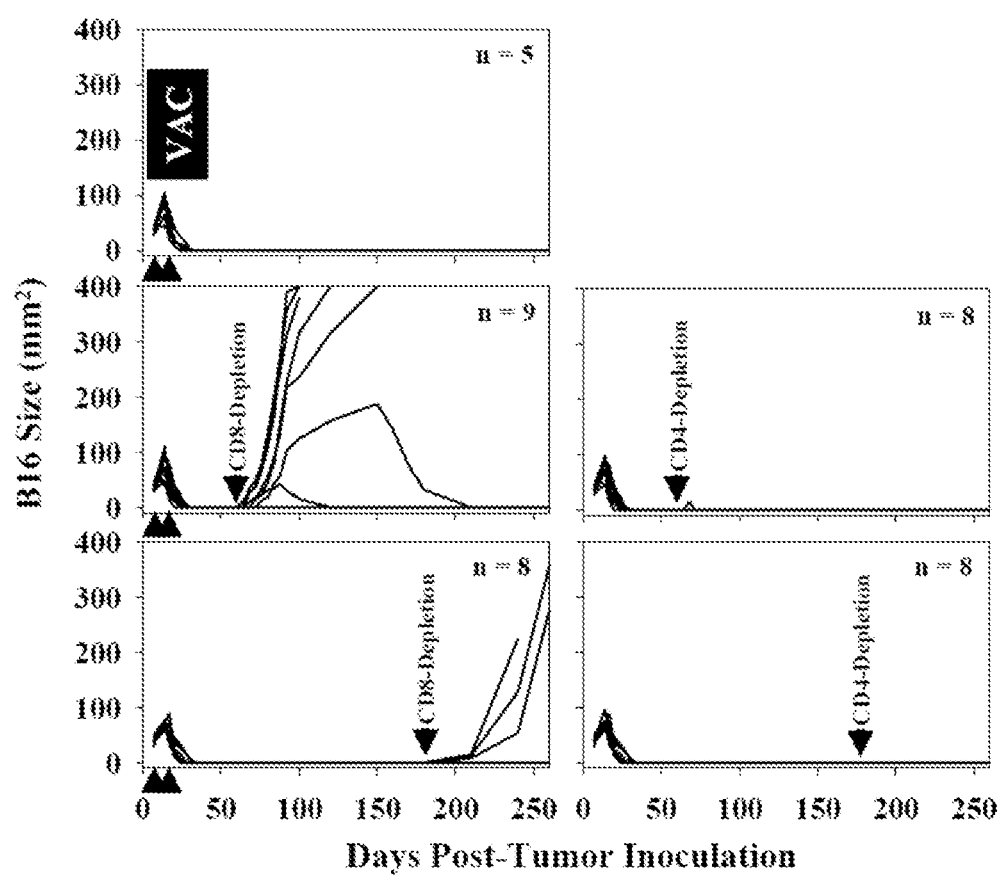 400
n = 5
300
VAC
200
100
0
B16 Size (mm²)
400
n = 9
300
CD8-Depletion
200
100
0
n = 8
CD4-Depletion
400
n = 8
300
CD8-Depletion
200
100
0
n = 8
CD4-Depletion
0 50 100 150 200 250
0 50 100 150 200 250
Days Post-Tumor Inoculation